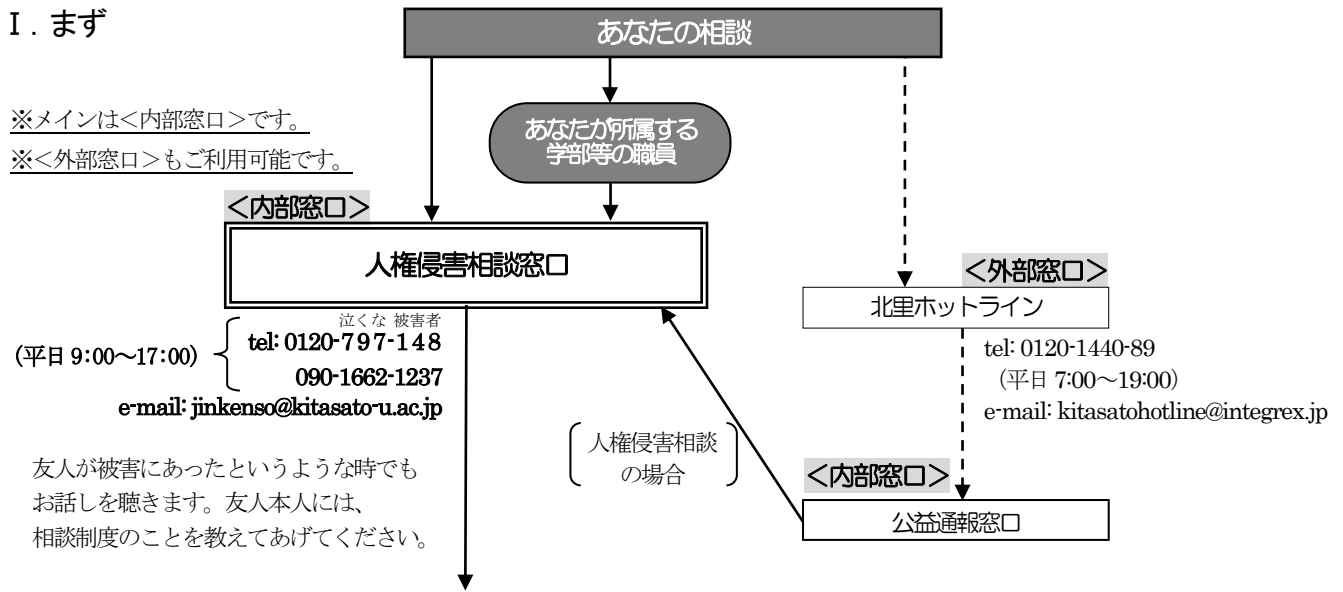 Ⅰ．まず
あなたの相談
※メインは＜内部窓口＞です。
※＜外部窓口＞もご利用可能です。
あなたが所属する
学部等の職員
＜内部窓口＞
人権侵害相談窓口
＜外部窓口＞
北里ホットライン
泣くな 被害者
(平日 9:00～17:00)
tel: 0120-797-148
090-1662-1237
e-mail: jinkenso@kitasato-u.ac.jp
tel: 0120-1440-89
（平日 7:00～19:00）
e-mail: kitasatohotline@integrex.jp
友人が被害にあったというような時でも
お話しを聴きます。友人本人には、
相談制度のことを教えてあげてください。
人権侵害相談
の場合
＜内部窓口＞
公益通報窓口